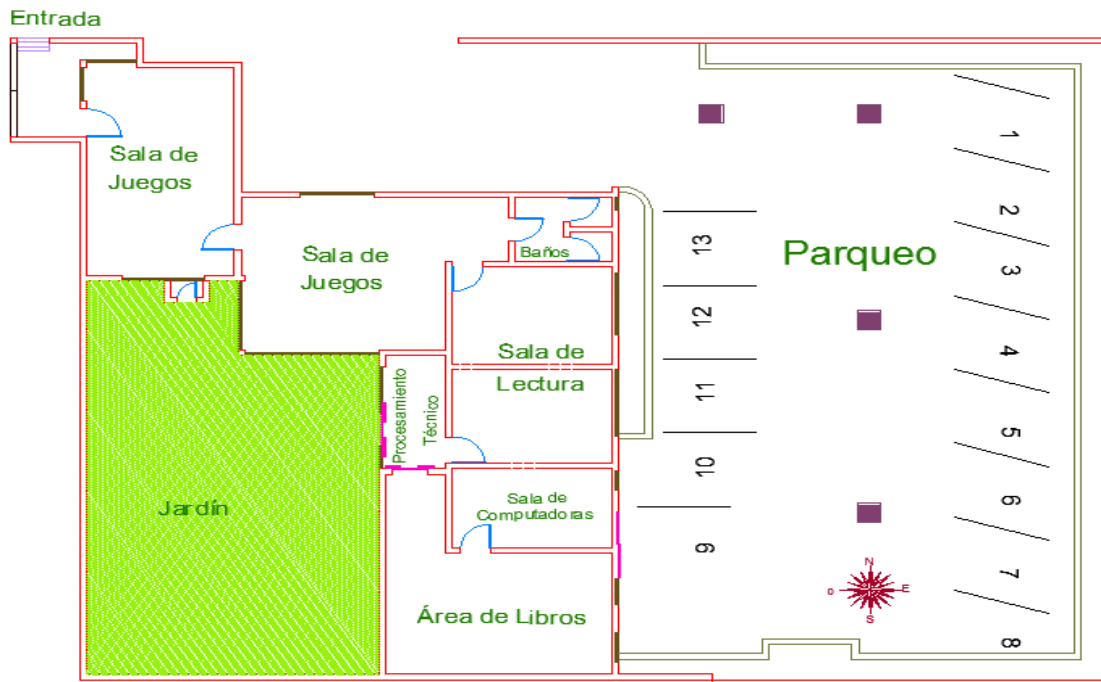 Entrada
Sala de
Juegos
Sala de
Juegos
Baños
Sala de
Lectura
Procesamiento
Técnico
Sala de
Computadoras
Área de Libros
Jardín
Parqueo
1
2
3
4
5
6
7
8
13
12
11
10
9
N
O
E
S